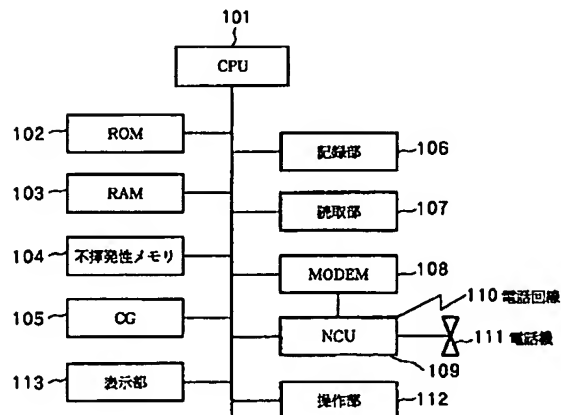 101
CPU
102 ROM
記録部 106
103 RAM
読取部 107
104 不揮発性メモリ
MODEM 108
110 電話回線
105 CG
NCU
111 電話機
109
113 表示部
操作部 112